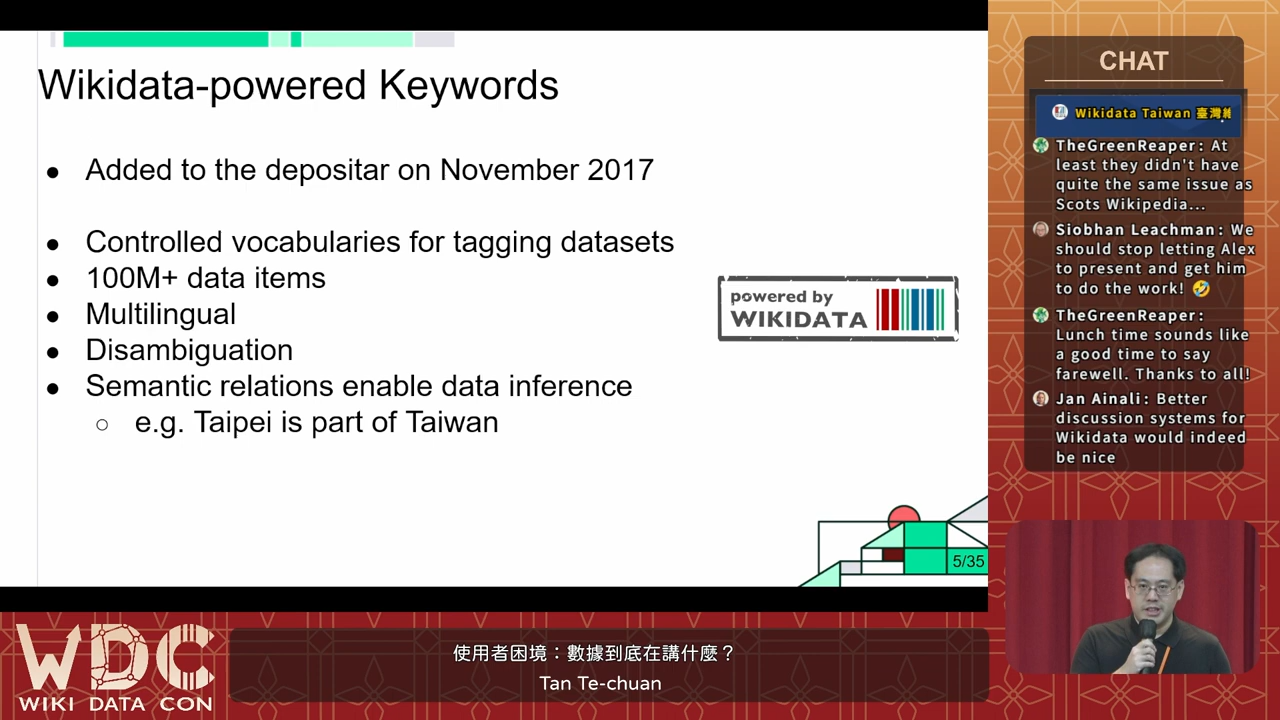 Wikidata-powered Keywords
● Added to the depositar on November 2017
● Controlled vocabularies for tagging datasets
● 100M+ data items
● Multilingual
● Disambiguation
● Semantic relations enable data inference
○ e.g. Taipei is part of Taiwan
powered by
WIKIDATA
5/35
CHAT
Wikidata Taiwan 臺灣維
TheGreenReaper: At
least they didn't have
quite the same issue as
Scots Wikipedia...
Siobhan Leachman: We
should stop letting Alex
to present and get him
to do the work! 🤣
TheGreenReaper:
Lunch time sounds like
a good time to say
farewell. Thanks to all!
Jan Ainali: Better
discussion systems for
Wikidata would indeed
be nice
WDC
WIKI DATA CON
使用者困境：數據到底在講什麼？
Tan Te-chuan